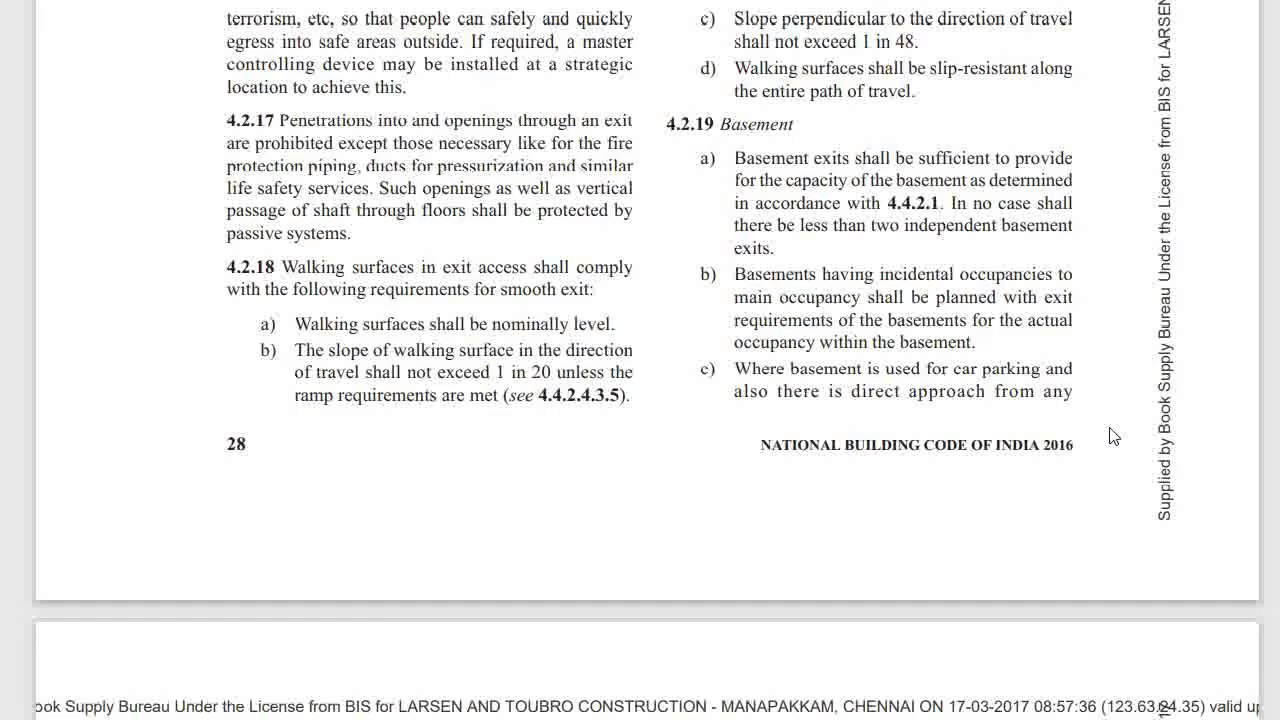 terrorism, etc, so that people can safely and quickly
egress into safe areas outside. If required, a master
controlling device may be installed at a strategic
location to achieve this.
4.2.17 Penetrations into and openings through an exit
are prohibited except those necessary like for the fire
protection piping, ducts for pressurization and similar
life safety services. Such openings as well as vertical
passage of shaft through floors shall be protected by
passive systems.
4.2.18 Walking surfaces in exit access shall comply
with the following requirements for smooth exit:
a) Walking surfaces shall be nominally level.
b) The slope of walking surface in the direction
of travel shall not exceed 1 in 20 unless the
ramp requirements are met (see 4.4.2.4.3.5).
c) Slope perpendicular to the direction of travel
shall not exceed 1 in 48.
d) Walking surfaces shall be slip-resistant along
the entire path of travel.
4.2.19 Basement
a) Basement exits shall be sufficient to provide
for the capacity of the basement as determined
in accordance with 4.4.2.1. In no case shall
there be less than two independent basement
exits.
b) Basements having incidental occupancies to
main occupancy shall be planned with exit
requirements of the basements for the actual
occupancy within the basement.
c) Where basement is used for car parking and
also there is direct approach from any
28
NATIONAL BUILDING CODE OF INDIA 2016
Supplied by Book Supply Bureau Under the License from BIS for LARSEN
ook Supply Bureau Under the License from BIS for LARSEN AND TOUBRO CONSTRUCTION - MANAPAKKAM, CHENNAI ON 17-03-2017 08:57:36 (123.63.24.35) valid up